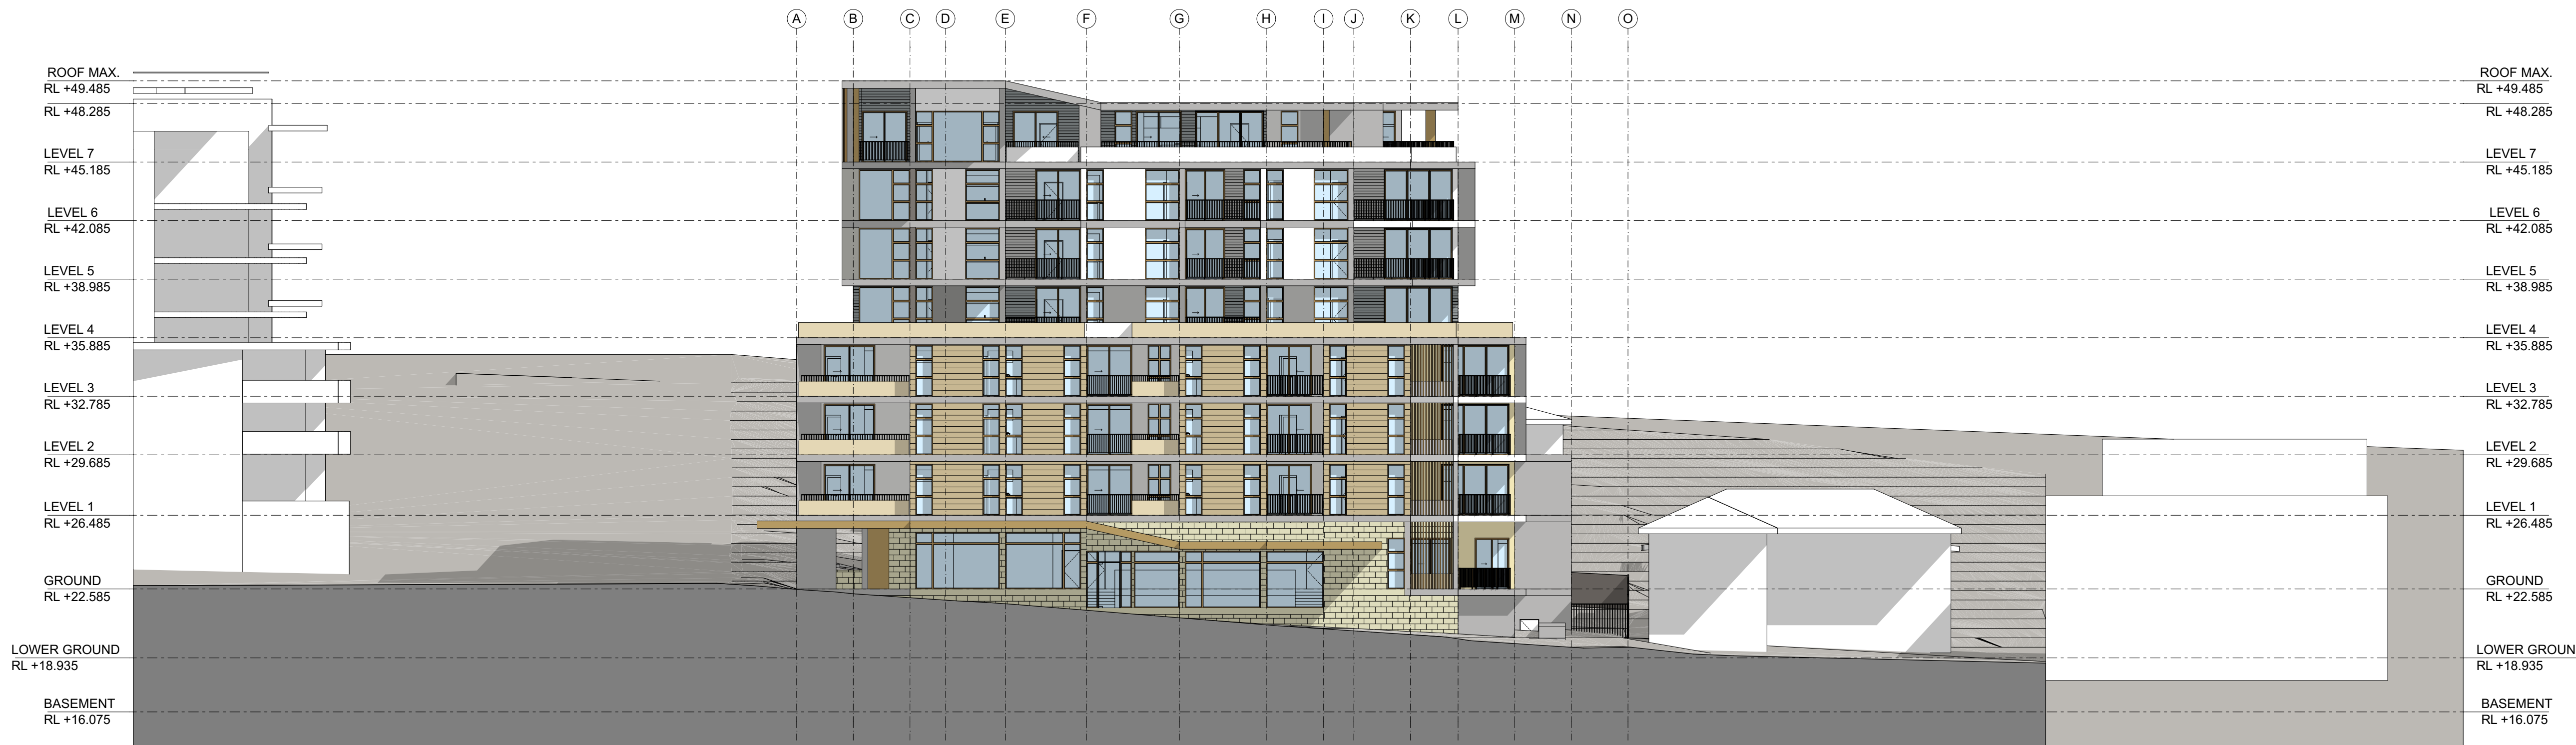 A B C D E F G H I J K L M N O
ROOF MAX.
RL +49.485
RL +48.285
LEVEL 7
RL +45.185
LEVEL 6
RL +42.085
LEVEL 5
RL +38.985
LEVEL 4
RL +35.885
LEVEL 3
RL +32.785
LEVEL 2
RL +29.685
LEVEL 1
RL +26.485
GROUND
RL +22.585
LOWER GROUND
RL +18.935
BASEMENT
RL +16.075
ROOF MAX.
RL +49.485
RL +48.285
LEVEL 7
RL +45.185
LEVEL 6
RL +42.085
LEVEL 5
RL +38.985
LEVEL 4
RL +35.885
LEVEL 3
RL +32.785
LEVEL 2
RL +29.685
LEVEL 1
RL +26.485
GROUND
RL +22.585
LOWER GROUN
RL +18.935
BASEMENT
RL +16.075